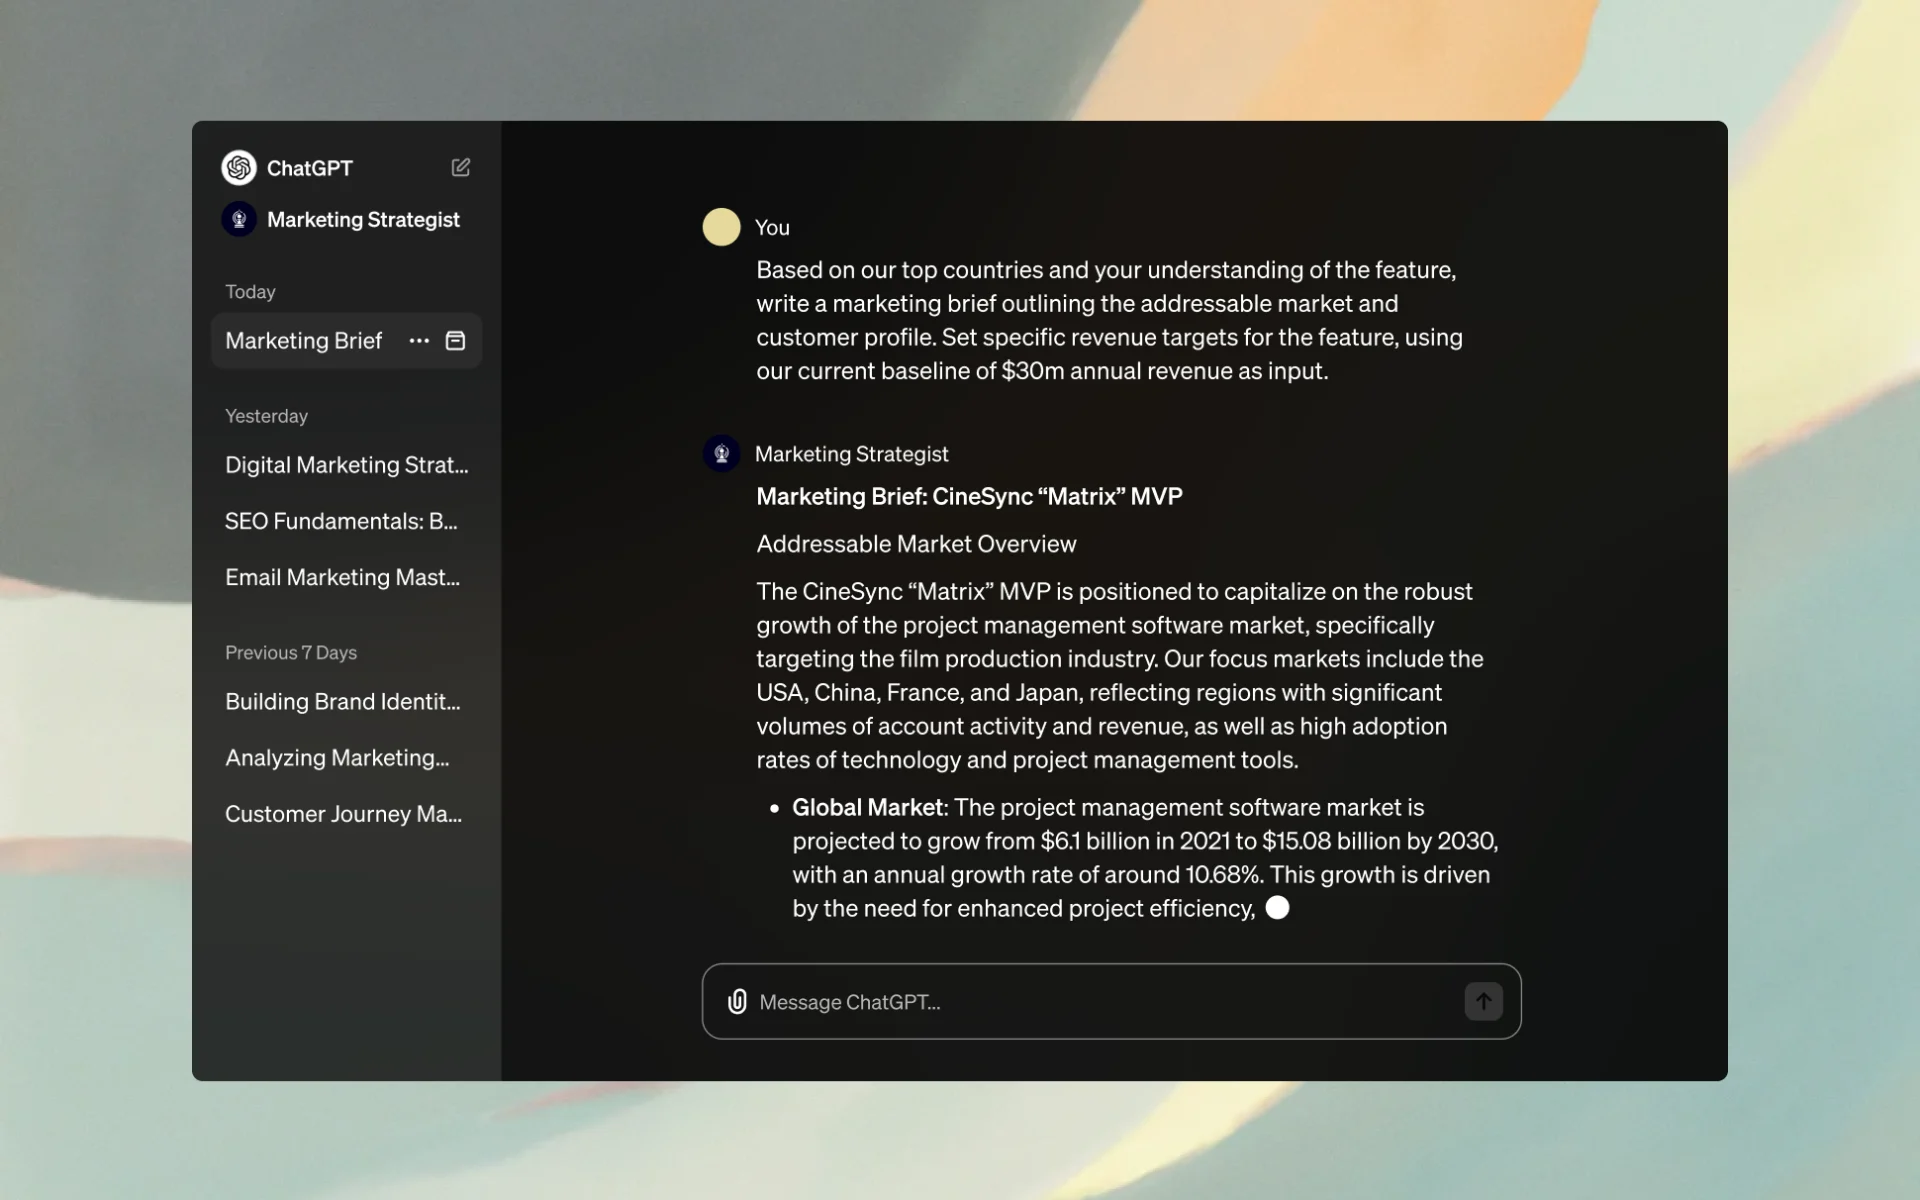 ChatGPT
Marketing Strategist
Today
Marketing Brief
Yesterday
Digital Marketing Strat...
SEO Fundamentals: B...
Email Marketing Mast...
Previous 7 Days
Building Brand Identit...
Analyzing Marketing...
Customer Journey Ma...
You
Based on our top countries and your understanding of the feature,
write a marketing brief outlining the addressable market and
customer profile. Set specific revenue targets for the feature, using
our current baseline of $30m annual revenue as input.
Marketing Strategist
Marketing Brief: CineSync “Matrix” MVP
Addressable Market Overview
The CineSync “Matrix” MVP is positioned to capitalize on the robust
growth of the project management software market, specifically
targeting the film production industry. Our focus markets include the
USA, China, France, and Japan, reflecting regions with significant
volumes of account activity and revenue, as well as high adoption
rates of technology and project management tools.
• Global Market: The project management software market is
projected to grow from $6.1 billion in 2021 to $15.08 billion by 2030,
with an annual growth rate of around 10.68%. This growth is driven
by the need for enhanced project efficiency,
Message ChatGPT...